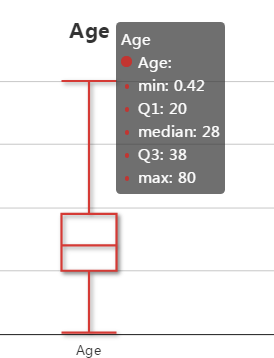 Age
Age
Age:
min: 0.42
Q1: 20
median: 28
Q3: 38
max: 80
Age